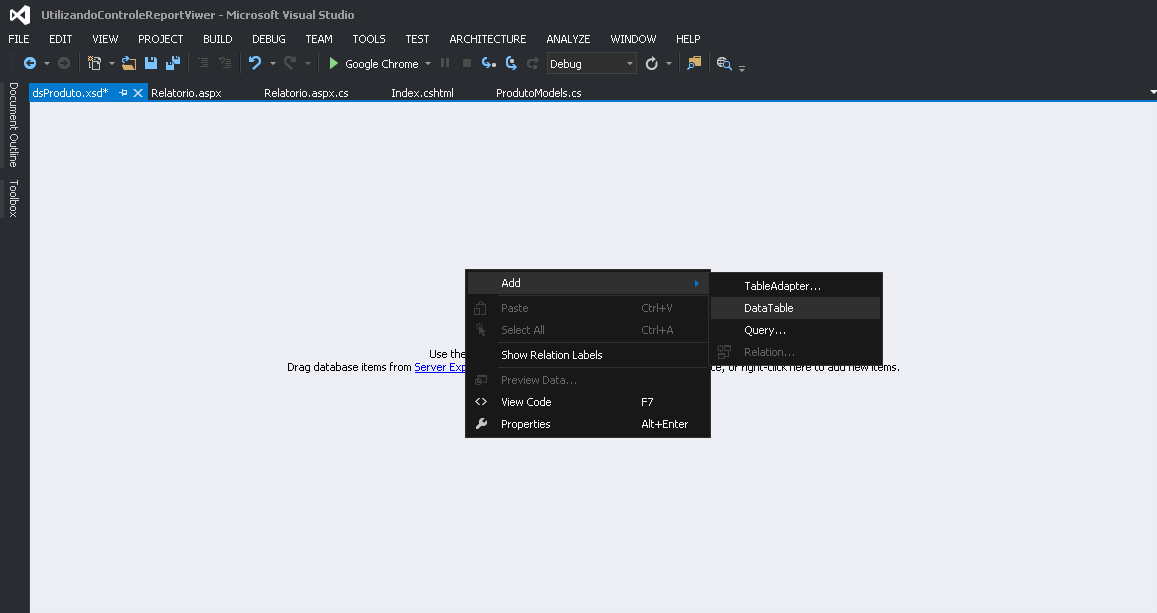 UtilizandoControleReportViwer - Microsoft Visual Studio
FILE EDIT VIEW PROJECT BUILD DEBUG TEAM TOOLS TEST ARCHITECTURE ANALYZE WINDOW HELP
Google Chrome Debug
dsProduto.xsd* Relatorio.aspx Relatorio.aspx.cs Index.cshtml ProdutoModels.cs
Document Outline
Toolbox
Add
Paste Ctrl+V
Select All Ctrl+A
Show Relation Labels
Preview Data...
View Code F7
Properties Alt+Enter
TableAdapter...
DataTable
Query...
Relation...
Use the
Drag database items from Server Exp , or right-click here to add new items.